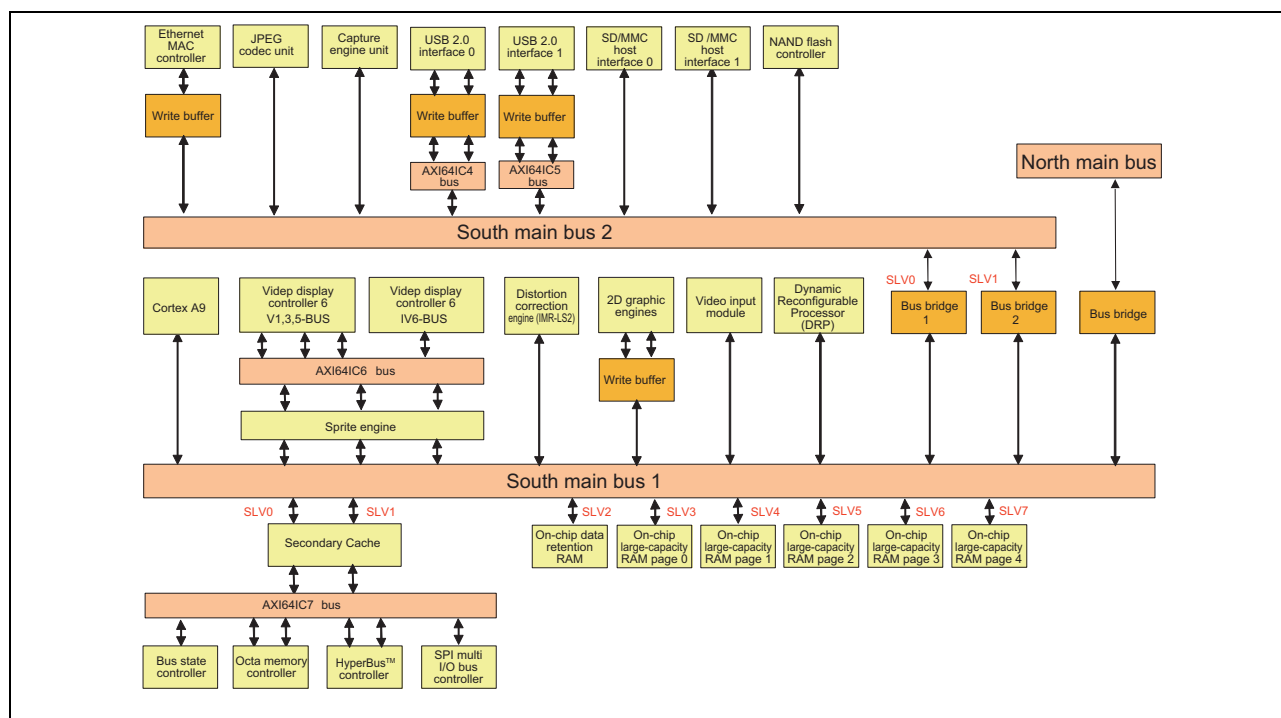 Ethernet
MAC
controller
JPEG
codec unit
Capture
engine unit
USB 2.0
interface 0
USB 2.0
interface 1
SD/MMC
host
interface 0
SD /MMC
host
interface 1
NAND flash
controller
Write buffer
Write buffer
Write buffer
AXI64IC4
bus
AXI64IC5
bus
North main bus
South main bus 2
SLV0
SLV1
Cortex A9
Videp display
controller 6
V1,3,5-BUS
Videp display
controller 6
IV6-BUS
Distortion
correction
engine (IMR-LS2)
2D graphic
engines
Video input
module
Dynamic
Reconfigurable
Processor
(DRP)
Bus bridge
1
Bus bridge
2
Bus bridge
AXI64IC6 bus
Write buffer
Sprite engine
South main bus 1
SLV0
SLV1
SLV2
SLV3
SLV4
SLV5
SLV6
SLV7
Secondary Cache
On-chip data
retention
RAM
On-chip
large-capacity
RAM page 0
On-chip
large-capacity
RAM page 1
On-chip
large-capacity
RAM page 2
On-chip
large-capacity
RAM page 3
On-chip
large-capacity
RAM page 4
AXI64IC7 bus
Bus state
controller
Octa memory
controller
HyperBus™
controller
SPI multi
I/O bus
controller